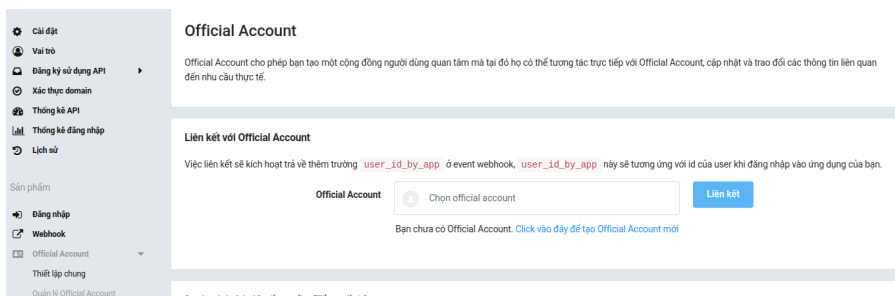 Cài đặt
Vai trò
Đăng ký sử dụng API
Xác thực domain
Thống kê API
Thống kê đăng nhập
Lịch sử
Sản phẩm
Đăng nhập
Webhook
Official Account
Thiết lập chung
Quản lý Official Account
Official Account
Official Account cho phép bạn tạo một cộng đồng người dùng quan tâm mà tại đó họ có thể tương tác trực tiếp với Official Account, cập nhật và trao đổi các thông tin liên quan
đến nhu cầu thực tế.
Liên kết với Official Account
Việc liên kết sẽ kích hoạt trả về thêm trường user_id_by_app ở event webhook, user_id_by_app này sẽ tương ứng với id của user khi đăng nhập vào ứng dụng của bạn.
Official Account
Chọn official account
Liên kết
Bạn chưa có Official Account. Click vào đây để tạo Official Account mới